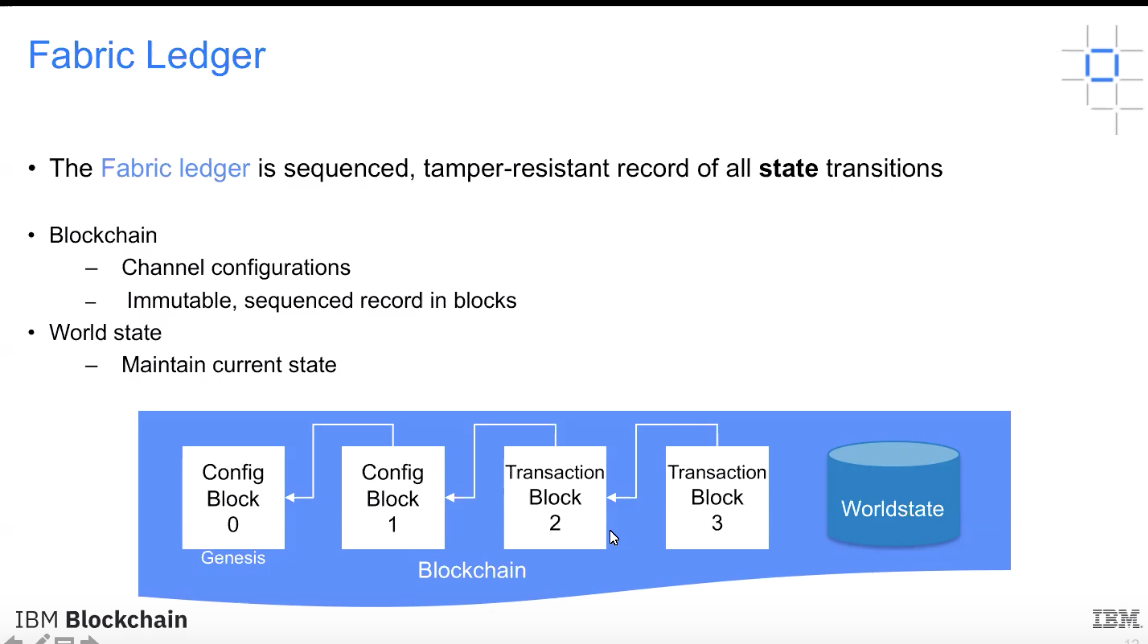 Fabric Ledger
• The Fabric ledger is sequenced, tamper-resistant record of all state transitions
• Blockchain
– Channel configurations
– Immutable, sequenced record in blocks
• World state
– Maintain current state
Config
Block
0
Genesis
Config
Block
1
Transaction
Block
2
Transaction
Block
3
Worldstate
Blockchain
IBM Blockchain
IBM